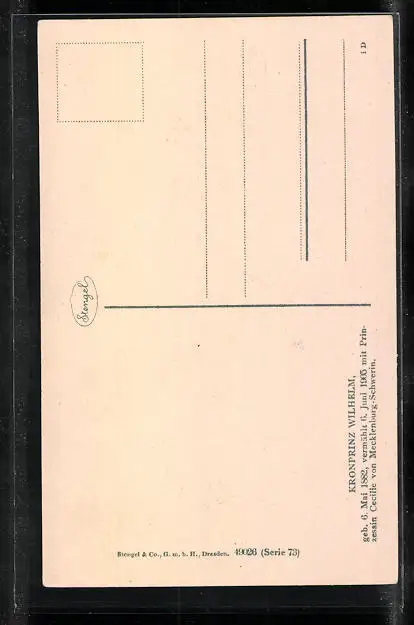 KRONPRINZ WILHELM,
geb. 6. Mai 1882, vermählt 6. Juni 1905 mit Prin-
zessin Cecilie von Mecklenburg-Schwerin.
Stengel
i D
Stengel & Co., G. m. b. H., Dresden. 49026 (Serie 73)